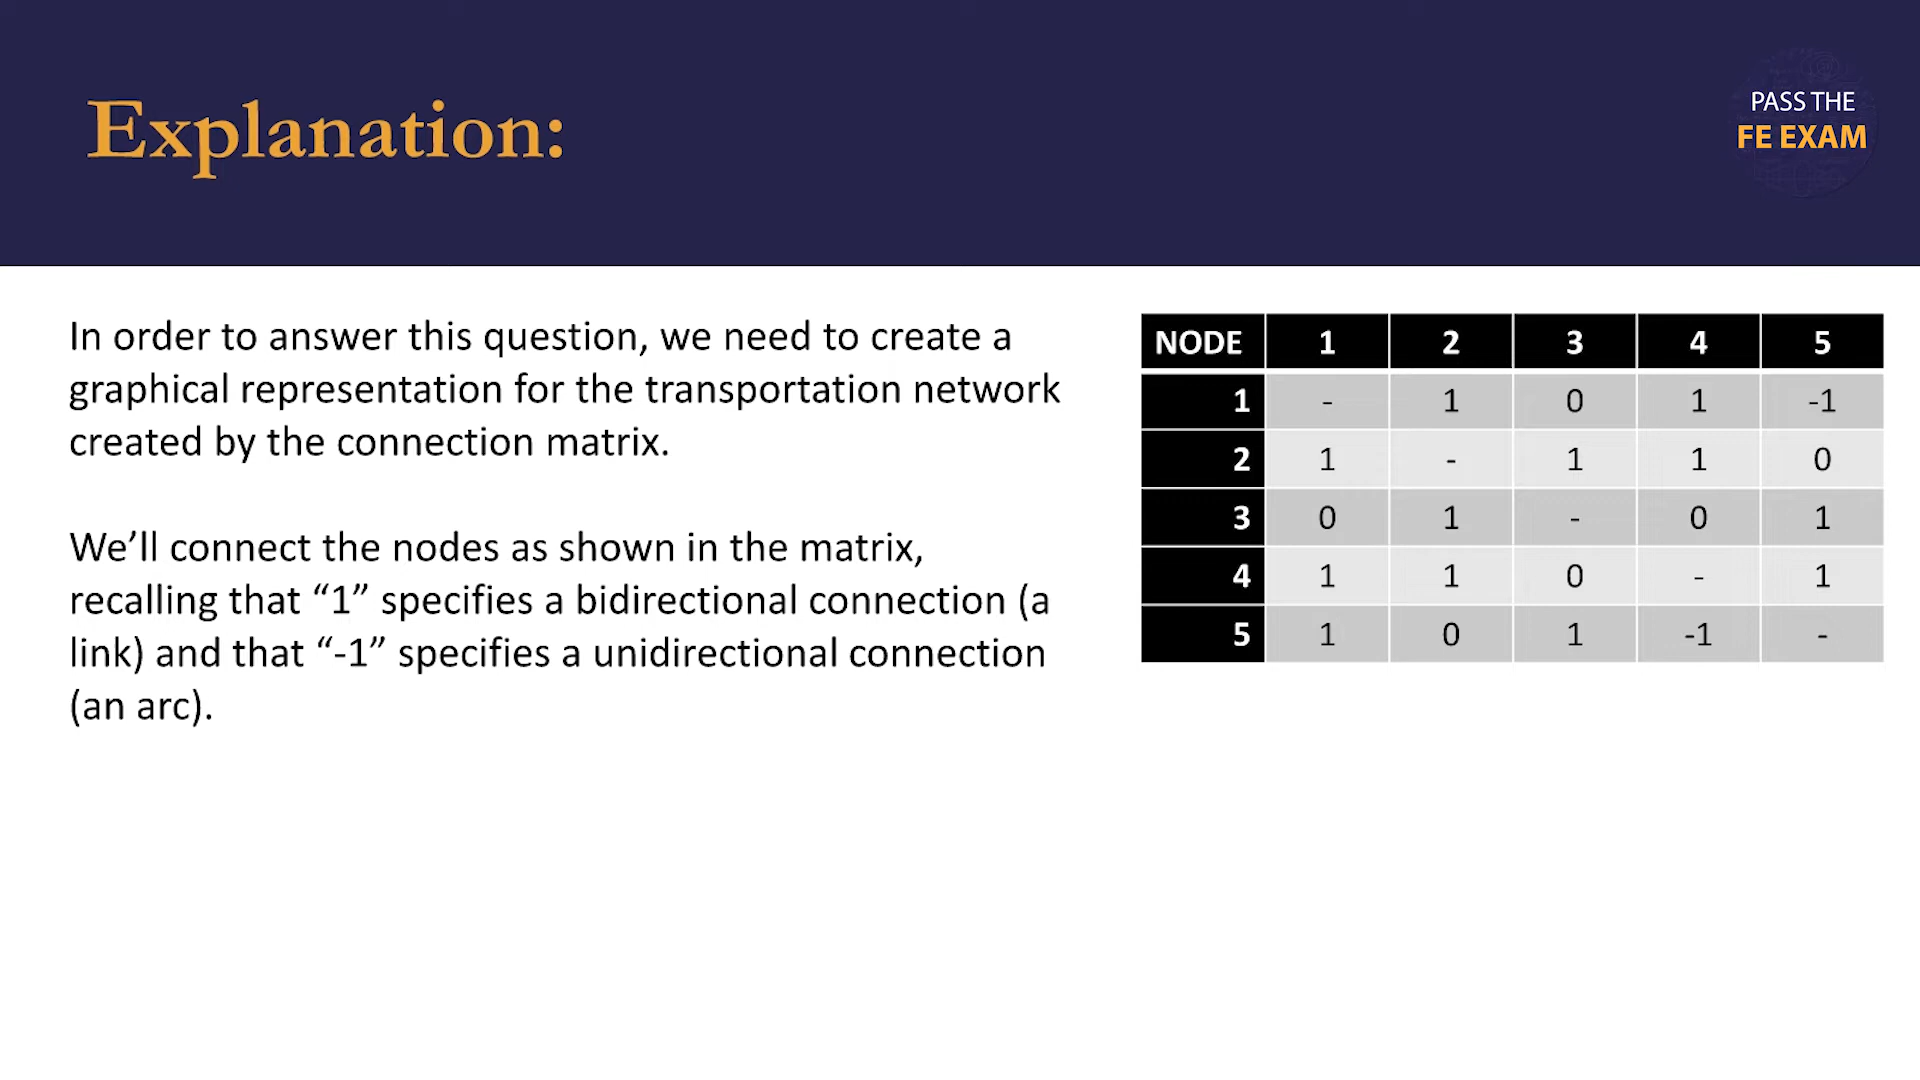 Explanation:
PASS THE
FE EXAM
In order to answer this question, we need to create a
graphical representation for the transportation network
created by the connection matrix.
We’ll connect the nodes as shown in the matrix,
recalling that “1” specifies a bidirectional connection (a
link) and that “-1” specifies a unidirectional connection
(an arc).
NODE 1 2 3 4 5
1 - 1 0 1 -1
2 1 - 1 1 0
3 0 1 - 0 1
4 1 1 0 - 1
5 1 0 1 -1 -